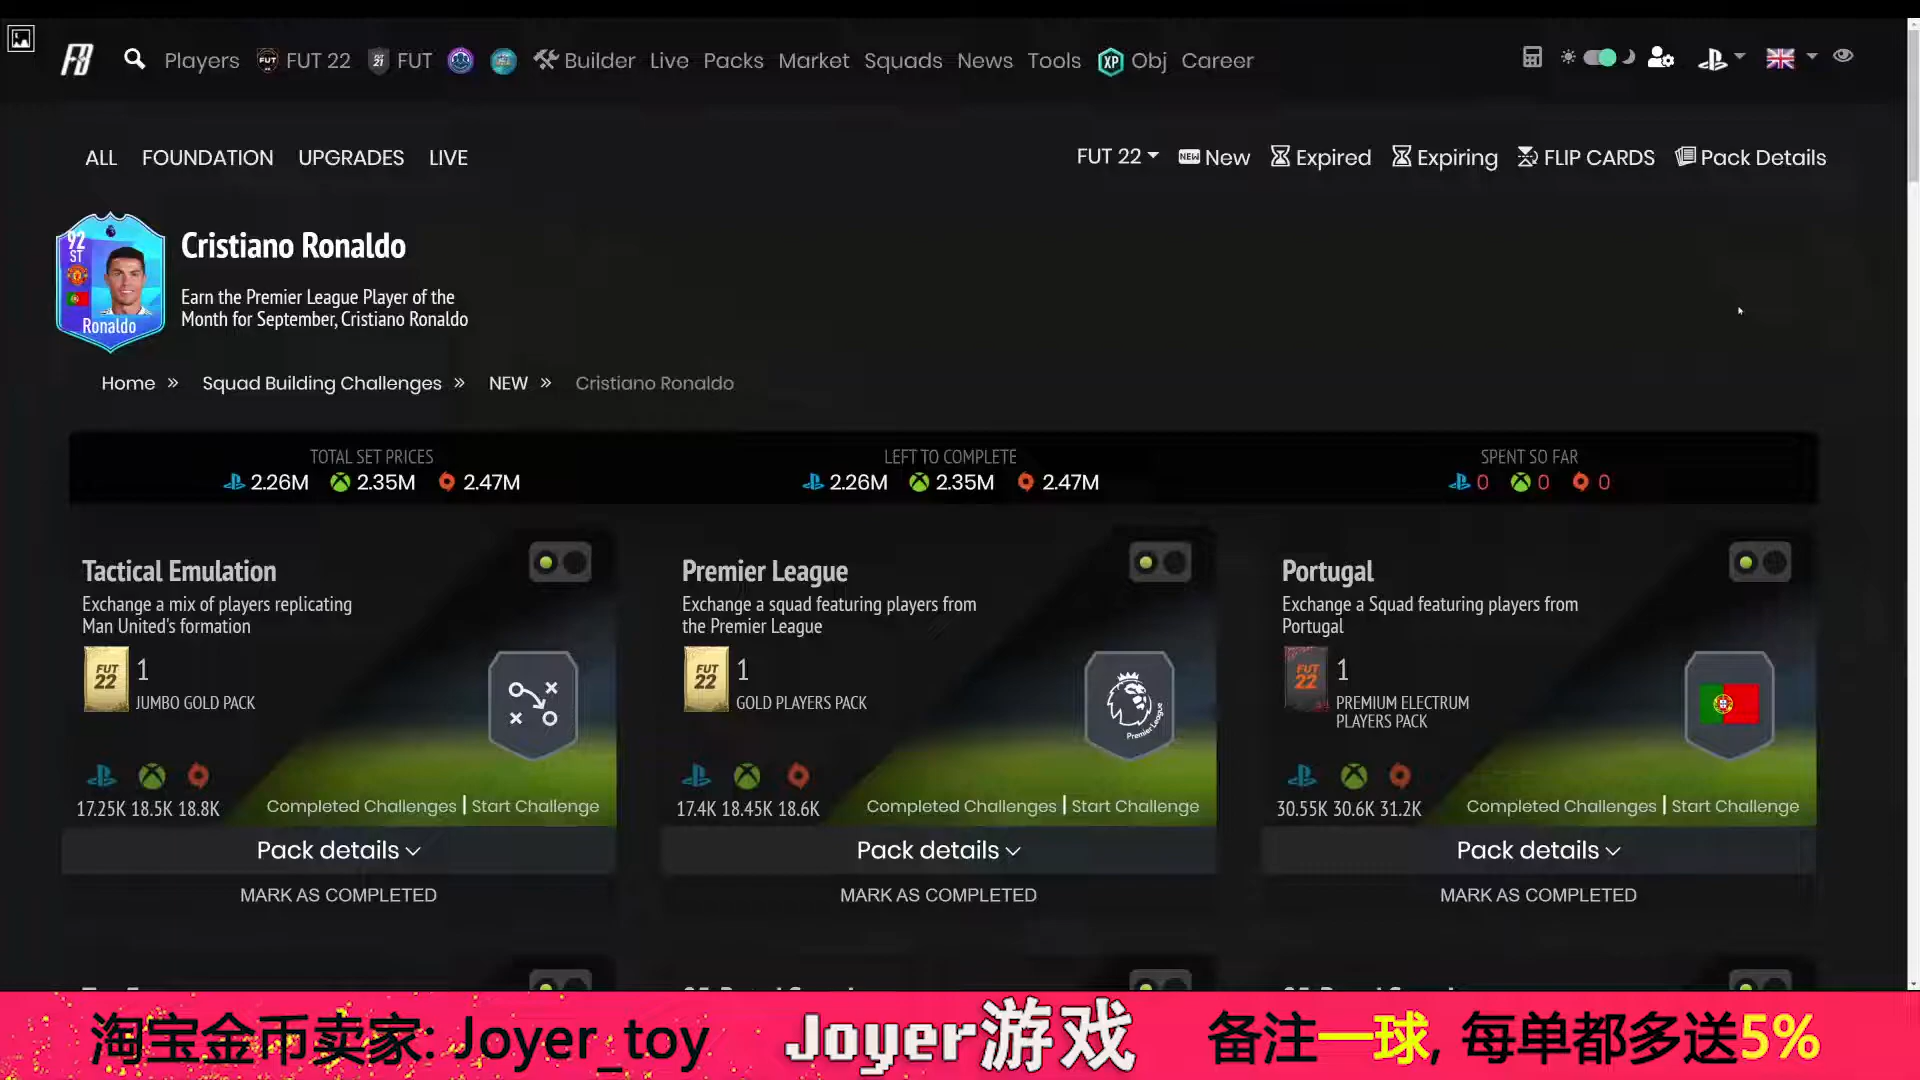 Players FUT 22 FUT Builder Live Packs Market Squads News Tools XP Obj Career
ALL FOUNDATION UPGRADES LIVE
FUT 22 NEW New Expired Expiring FLIP CARDS Pack Details
92
ST
Ronaldo
Cristiano Ronaldo
Earn the Premier League Player of the
Month for September, Cristiano Ronaldo
Home » Squad Building Challenges » NEW » Cristiano Ronaldo
TOTAL SET PRICES
2.26M 2.35M 2.47M
LEFT TO COMPLETE
2.26M 2.35M 2.47M
SPENT SO FAR
0 0 0
Tactical Emulation
Exchange a mix of players replicating
Man United's formation
FUT 22
1
JUMBO GOLD PACK
17.25K 18.5K 18.8K
Completed Challenges | Start Challenge
Pack details
MARK AS COMPLETED
Premier League
Exchange a squad featuring players from
the Premier League
FUT 22
1
GOLD PLAYERS PACK
Premier League
17.4K 18.45K 18.6K
Completed Challenges | Start Challenge
Pack details
MARK AS COMPLETED
Portugal
Exchange a Squad featuring players from
Portugal
FUT 22
1
PREMIUM ELECTRUM
PLAYERS PACK
30.55K 30.6K 31.2K
Completed Challenges | Start Challenge
Pack details
MARK AS COMPLETED
淘宝金币卖家: Joyer_toy
Joyer游戏
备注一球, 每单都多送5%